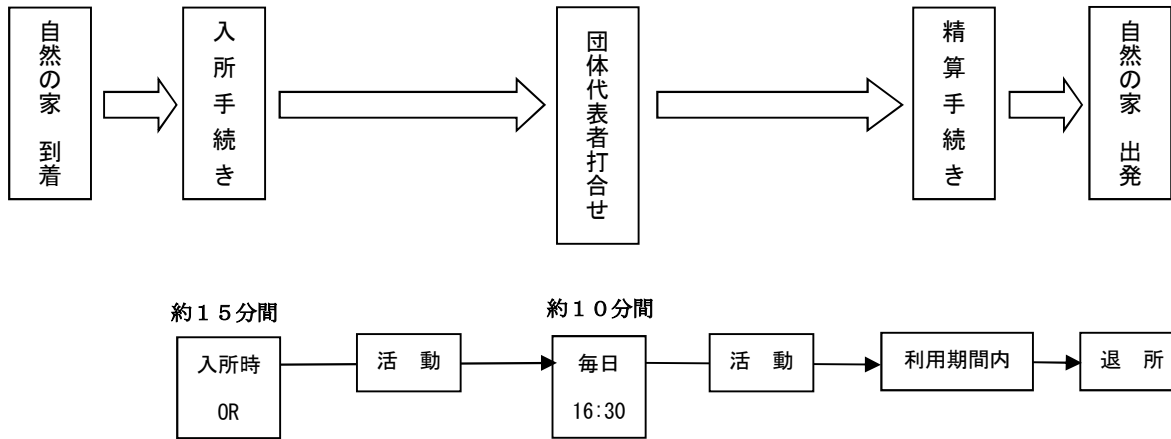 自然の家　到着
入所手続き
団体代表者打合せ
精算手続き
自然の家　出発
約１５分間
約１０分間
入所時
OR
活　動
毎日
16:30
活　動
利用期間内
退　所